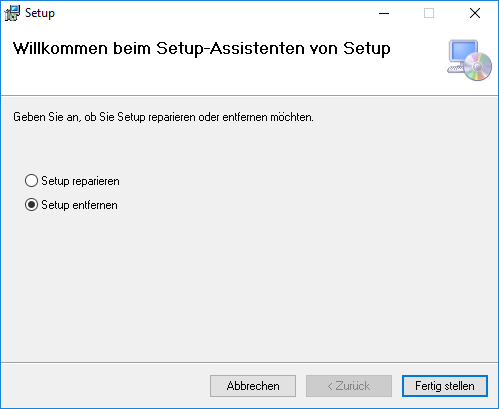 Setup
Willkommen beim Setup-Assistenten von Setup
Geben Sie an, ob Sie Setup reparieren oder entfernen möchten.
Setup reparieren
Setup entfernen
Abbrechen < Zurück Fertig stellen